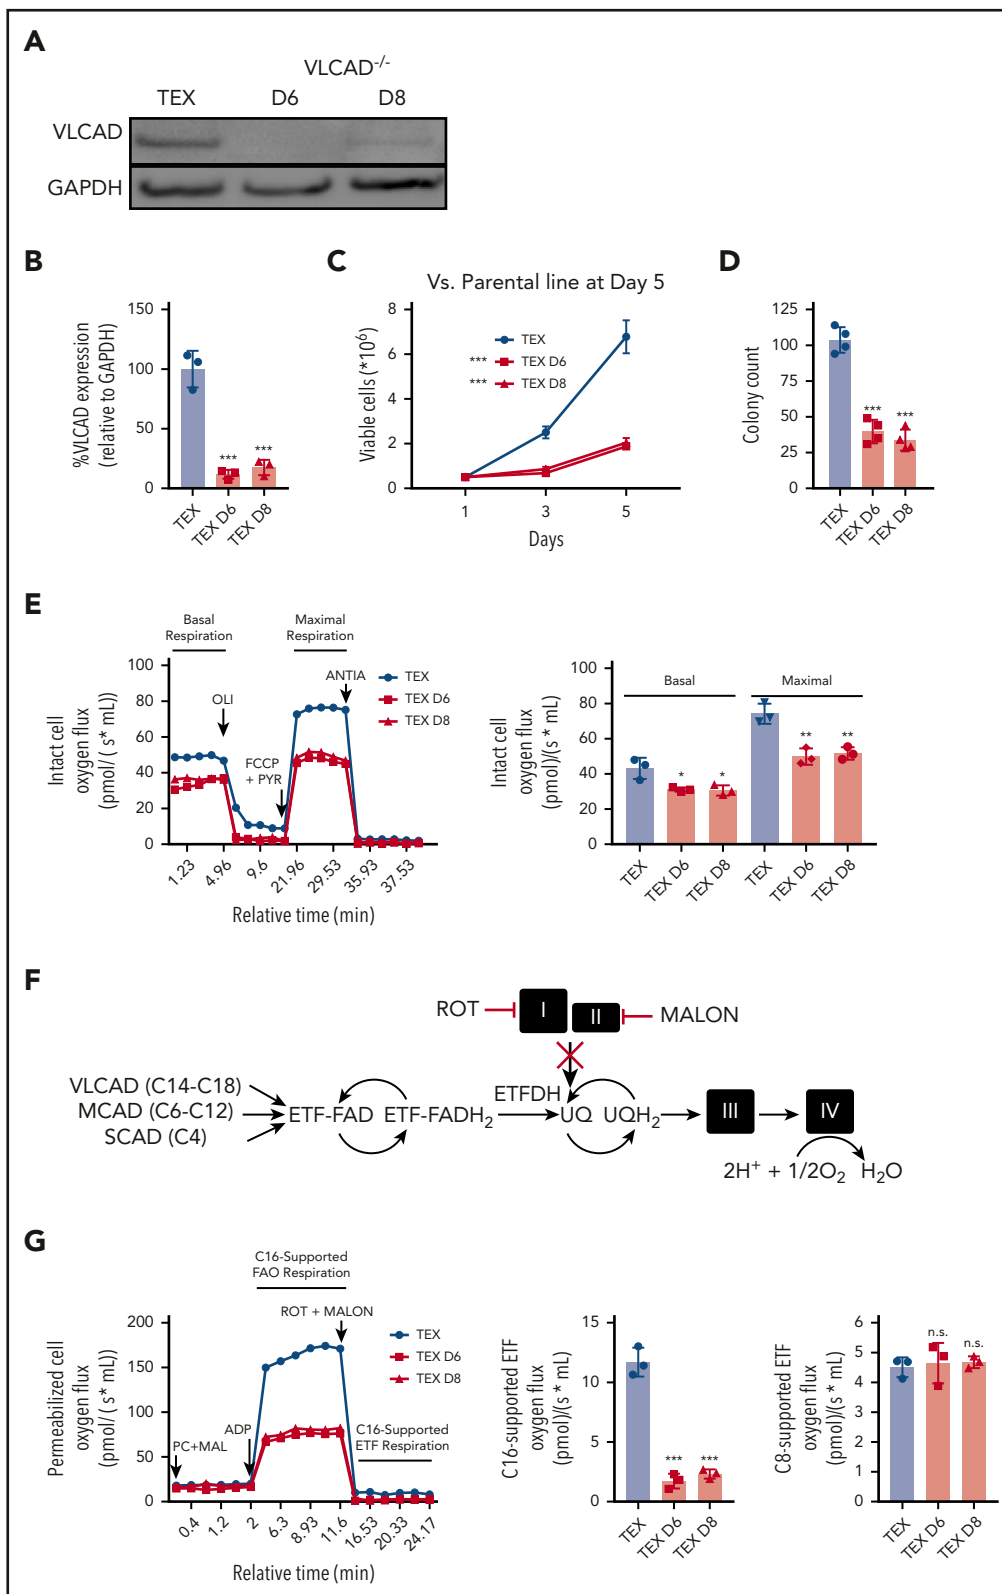 A
VLCAD-/-
TEX D6 D8
VLCAD
GAPDH
B
%VLCAD expression
(relative to GAPDH)
150
100
50
0
***
***
TEX
TEX D6
TEX D8
C
Vs. Parental line at Day 5
Viable cells (*10⁶)
8
6
4
2
0
TEX
*** TEX D6
*** TEX D8
1 3 5
Days
D
Colony count
125
100
75
50
25
0
***
***
TEX
TEX D6
TEX D8
E
Basal
Respiration
Maximal
Respiration
Intact cell
oxygen flux
(pmol/ ( s* mL))
100
80
60
40
20
0
OLI
FCCP
+ PYR
ANTIA
TEX
TEX D6
TEX D8
1.23
4.96
9.6
21.96
29.53
35.93
37.53
Relative time (min)
Intact cell
oxygen flux
(pmol)/(s* mL)
100
80
60
40
20
0
Basal
Maximal
*
*
**
**
TEX
TEX D6
TEX D8
TEX
TEX D6
TEX D8
F
ROT I II MALON
VLCAD (C14-C18)
MCAD (C6-C12)
SCAD (C4)
ETF-FAD ETF-FADH₂
ETFDH
UQ UQH₂
III
IV
2H⁺ + 1/2O₂ H₂O
G
C16-Supported
FAO Respiration
Permeabilized cell
oxygen flux
(pmol/ ( s* mL))
200
150
100
50
0
PC+MAL
ADP
ROT + MALON
TEX
TEX D6
TEX D8
C16-Supported
ETF Respiration
0.4
1.2
2
6.3
8.93
11.6
16.53
20.33
24.17
Relative time (min)
C16-supported ETF
oxygen flux
(pmol)/(s* mL)
15
10
5
0
***
***
TEX
TEX D6
TEX D8
C8-supported ETF
oxygen flux
(pmol)/(s* mL)
6
5
4
3
2
1
0
n.s.
n.s.
TEX
TEX D6
TEX D8